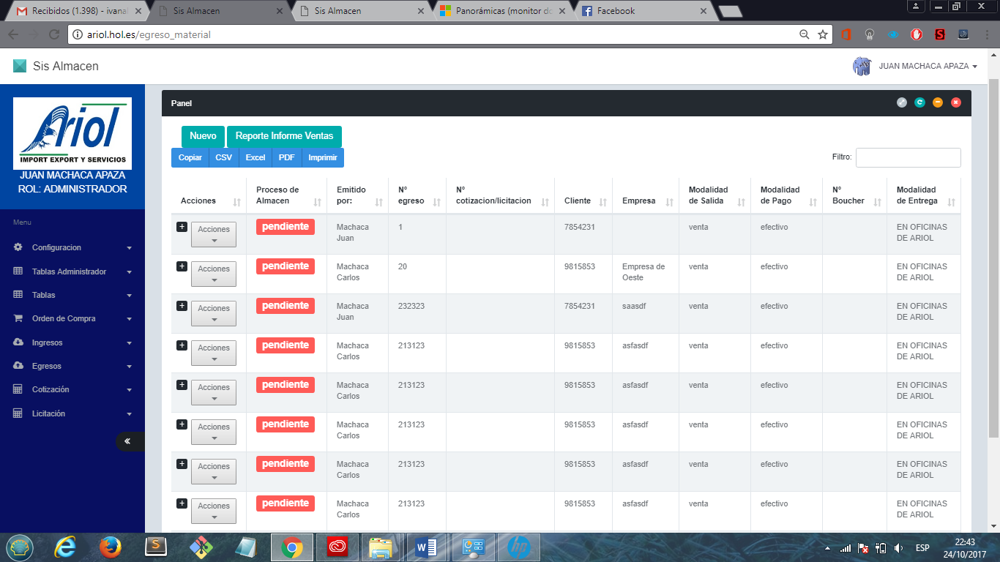 Recibidos (1.398) - ivanal
Sis Almacen
Sis Almacen
Panorámicas (monitor do
Facebook
ariol.hol.es/egreso_material
Sis Almacen
JUAN MACHACA APAZA
Ariol
IMPORT EXPORT Y SERVICIOS
JUAN MACHACA APAZA
ROL: ADMINISTRADOR
Menu
Configuracion
Tablas Administrador
Tablas
Orden de Compra
Ingresos
Egresos
Cotización
Licitación
Panel
Nuevo Reporte Informe Ventas
Copiar CSV Excel PDF Imprimir
Filtro:
Acciones Proceso de Almacen Emitido por: N° egreso N° cotizacion/licitacion Cliente Empresa Modalidad de Salida Modalidad de Pago N° Boucher Modalidad de Entrega
Acciones pendiente Machaca Juan 1 7854231 venta efectivo EN OFICINAS DE ARIOL
Acciones pendiente Machaca Carlos 20 9815853 Empresa de Oeste venta efectivo EN OFICINAS DE ARIOL
Acciones pendiente Machaca Juan 232323 7854231 saasdf venta efectivo EN OFICINAS DE ARIOL
Acciones pendiente Machaca Carlos 213123 9815853 asfasdf venta efectivo EN OFICINAS DE ARIOL
Acciones pendiente Machaca Carlos 213123 9815853 asfasdf venta efectivo EN OFICINAS DE ARIOL
Acciones pendiente Machaca Carlos 213123 9815853 asfasdf venta efectivo EN OFICINAS DE ARIOL
Acciones pendiente Machaca Carlos 213123 9815853 asfasdf venta efectivo EN OFICINAS DE ARIOL
Acciones pendiente Machaca Carlos 213123 9815853 asfasdf venta efectivo EN OFICINAS DE ARIOL
ESP
22:43
24/10/2017